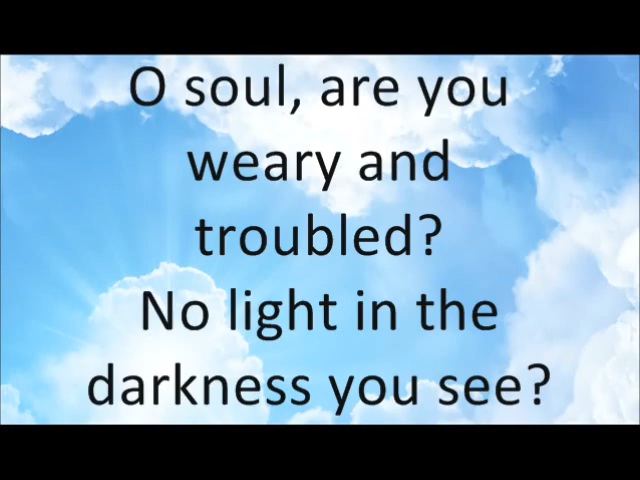 O soul, are you
weary and
troubled?
No light in the
darkness you see?